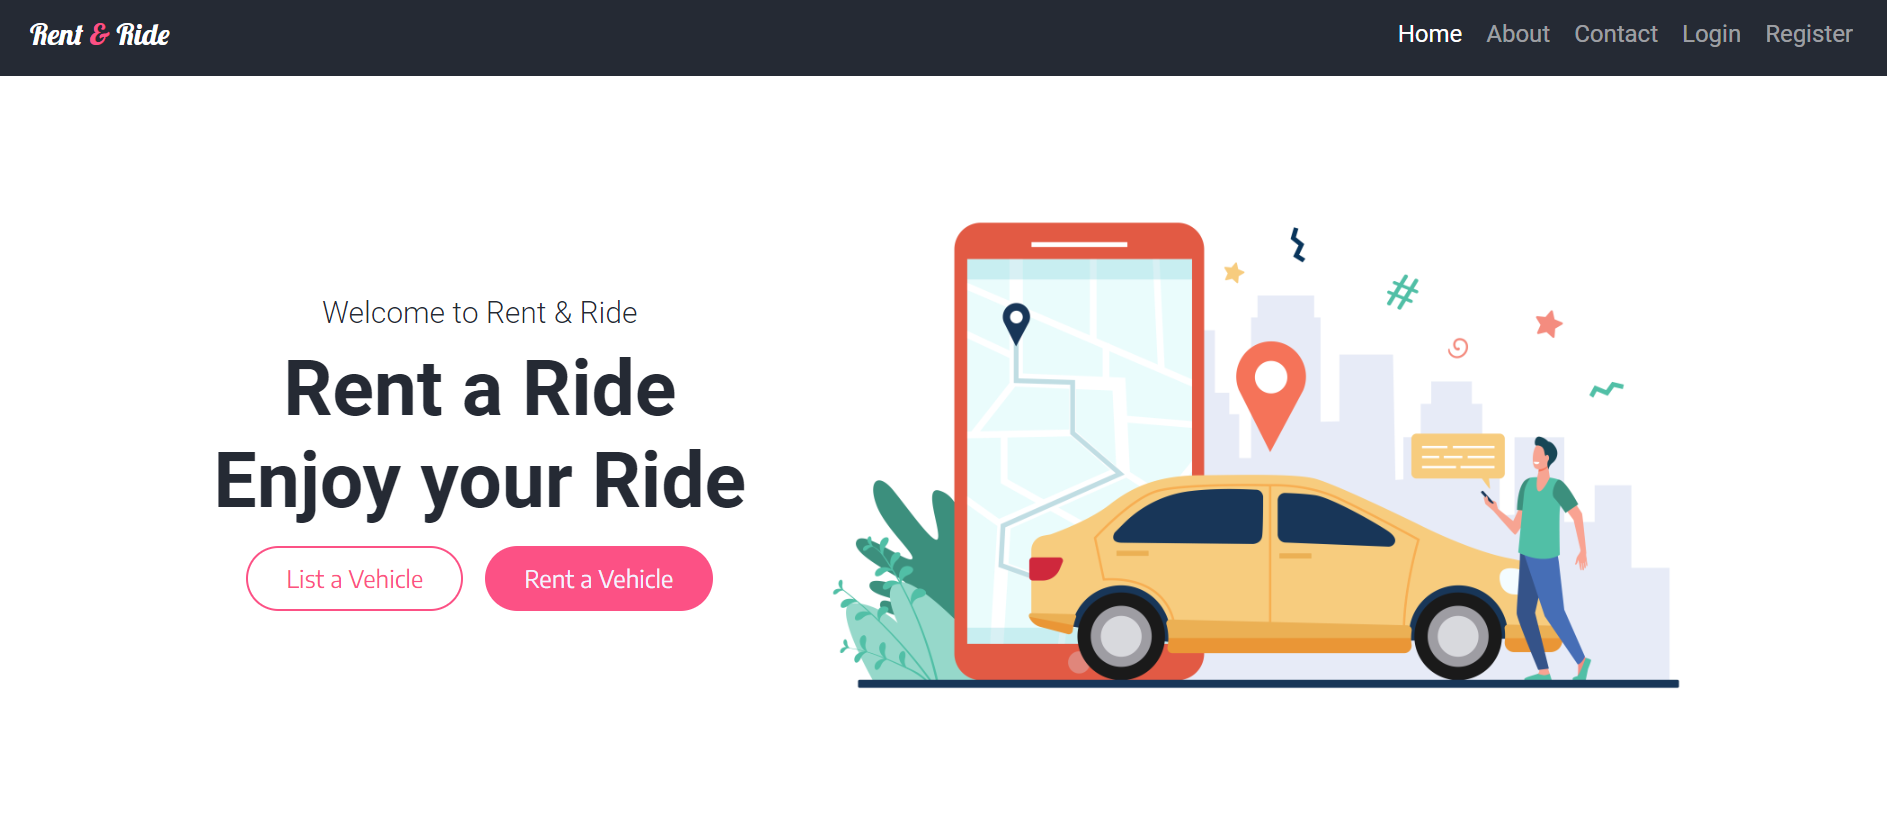 Rent & Ride
Home About Contact Login Register
Welcome to Rent & Ride
Rent a Ride
Enjoy your Ride
List a Vehicle Rent a Vehicle
#